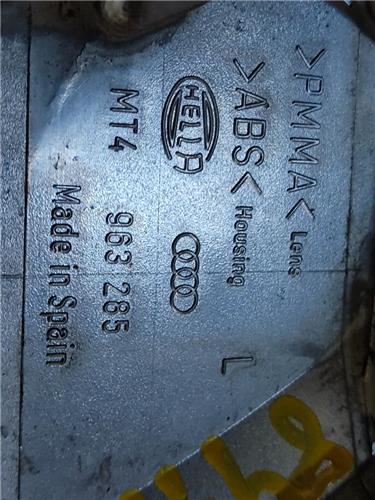 >PMMA< Lens
>ABS< Housing L
HELLA
MT4 963 285
Made in Spain